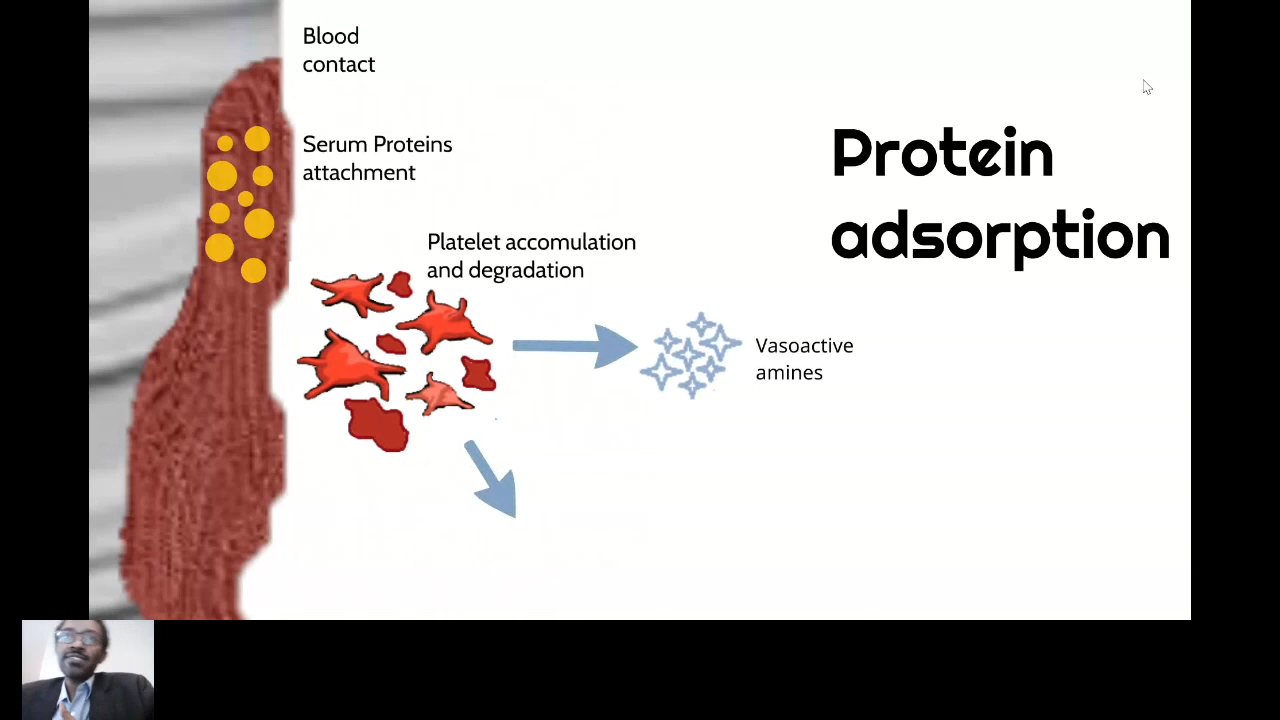 Blood
contact
Serum Proteins
attachment
Protein
adsorption
Platelet accomulation
and degradation
Vasoactive
amines